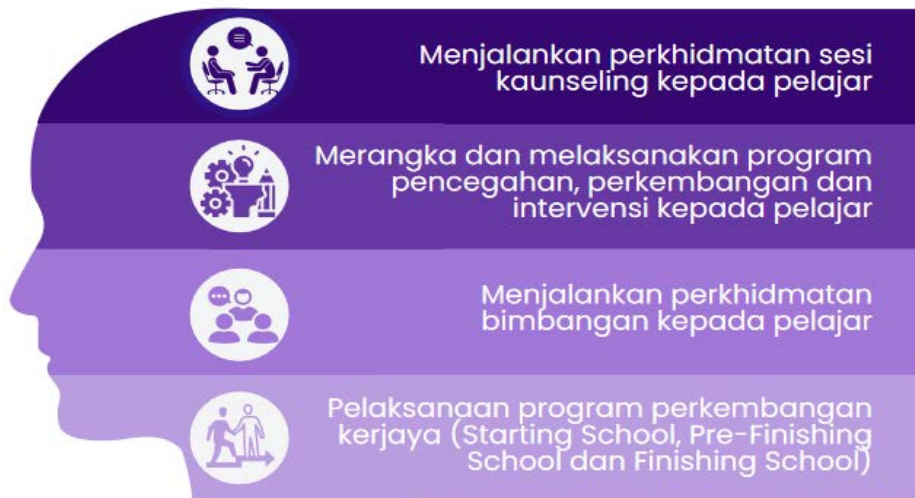 Menjalankan perkhidmatan sesi
kaunseling kepada pelajar
Merangka dan melaksanakan program
pencegahan, perkembangan dan
intervensi kepada pelajar
Menjalankan perkhidmatan
bimbangan kepada pelajar
Pelaksanaan program perkembangan
kerjaya (Starting School, Pre-Finishing
School dan Finishing School)